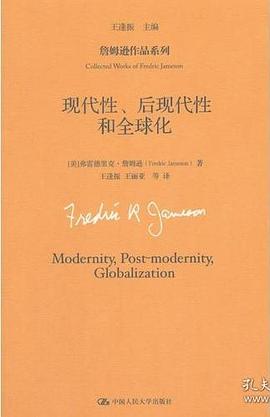 王逢振 主编
詹姆逊作品系列
Collected Works of Fredric Jameson
现代性、后现代性
和全球化
[美]弗雷德里克·詹姆逊(Fredric Jameson) 著
王逢振 王丽亚 等 译
Fredric R Jameson
Modernity, Post-modernity,
Globalization
中国人民大学出版社
孔夫